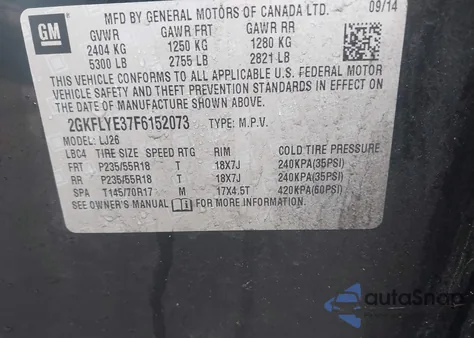 GM
MFD BY GENERAL MOTORS OF CANADA LTD. 09/14
GVWR GAWR FRT GAWR RR
2404 KG 1250 KG 1280 KG
5300 LB 2755 LB 2821 LB
THIS VEHICLE CONFORMS TO ALL APPLICABLE U.S. FEDERAL MOTOR
VEHICLE SAFETY AND THEFT PREVENTION STANDARDS IN EFFECT ON
THE DATE OF MANUFACTURE SHOWN ABOVE.
2GKFLYE37F6152073 TYPE: M.P.V.
MODEL: LJ26
LBC4 TIRE SIZE SPEED RTG RIM COLD TIRE PRESSURE
FRT P235/55R18 T 18X7J 240KPA(35PSI)
RR P235/55R18 T 18X7J 240KPA(35PSI)
SPA T145/70R17 M 17X4.5T 420KPA(60PSI)
SEE OWNER'S MANUAL i FOR MORE INFORMATION.
autoSnap